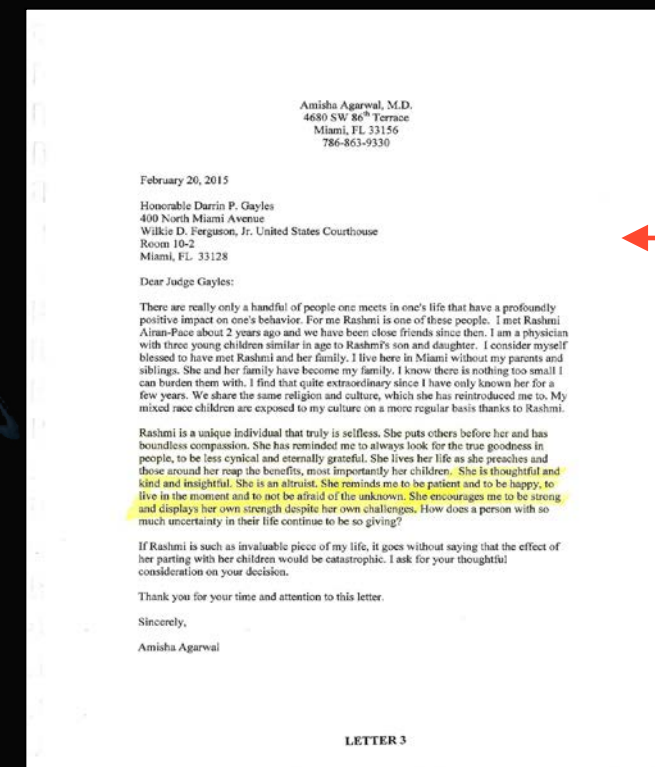 Amisha Agarwal, M.D.
4680 SW 86th Terrace
Miami, FL 33156
786-863-9330
February 20, 2015
Honorable Darrin P. Gayles
400 North Miami Avenue
Wilkie D. Ferguson, Jr. United States Courthouse
Room 10-2
Miami, FL 33128
Dear Judge Gayles:
There are really only a handful of people one meets in one's life that have a profoundly
positive impact on one's behavior. For me Rashmi is one of these people. I met Rashmi
Airan-Pace about 2 years ago and we have been close friends since then. I am a physician
with three young children similar in age to Rashmi's son and daughter. I consider myself
blessed to have met Rashmi and her family. I live here in Miami without my parents and
siblings. She and her family have become my family. I know there is nothing too small I
can burden them with. I find that quite extraordinary since I have only known her for a
few years. We share the same religion and culture, which she has reintroduced me to. My
mixed race children are exposed to my culture on a more regular basis thanks to Rashmi.
Rashmi is a unique individual that truly is selfless. She puts others before her and has
boundless compassion. She has reminded me to always look for the true goodness in
people, to be less cynical and eternally grateful. She lives her life as she preaches and
those around her reap the benefits, most importantly her children. She is thoughtful and
kind and insightful. She is an altruist. She reminds me to be patient and to be happy, to
live in the moment and to not be afraid of the unknown. She encourages me to be strong
and displays her own strength despite her own challenges. How does a person with so
much uncertainty in their life continue to be so giving?
If Rashmi is such as invaluable piece of my life, it goes without saying that the effect of
her parting with her children would be catastrophic. I ask for your thoughtful
consideration on your decision.
Thank you for your time and attention to this letter.
Sincerely,
Amisha Agarwal
LETTER 3